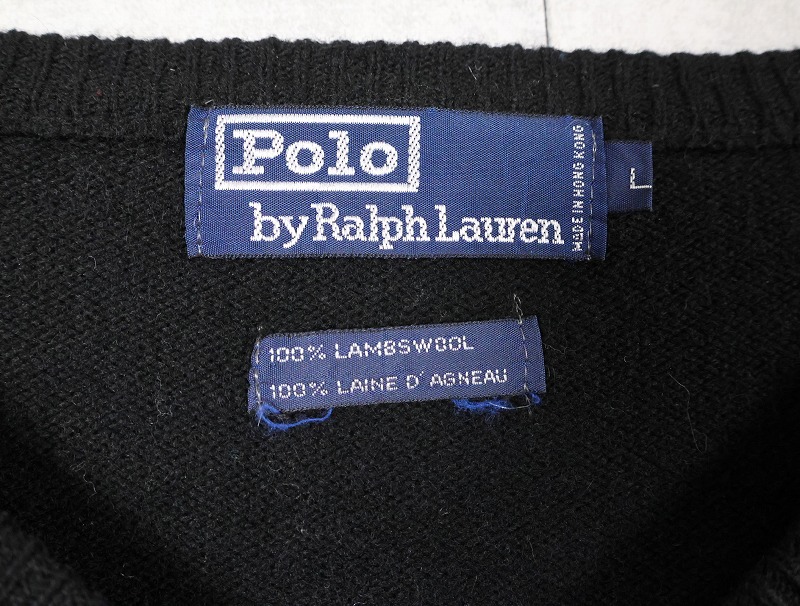 Polo
by Ralph Lauren
MADE IN HONG KONG
L
100% LAMBSWOOL
100% LAINE D'AGNEAU